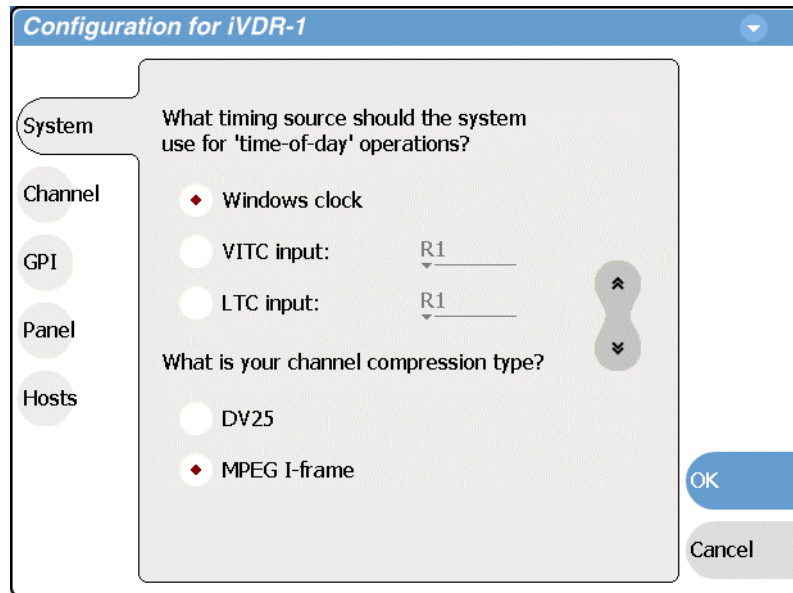 Configuration for iVDR-1
System
Channel
GPI
Panel
Hosts
What timing source should the system
use for 'time-of-day' operations?
Windows clock
VITC input: R1
LTC input: R1
What is your channel compression type?
DV25
MPEG I-frame
OK
Cancel